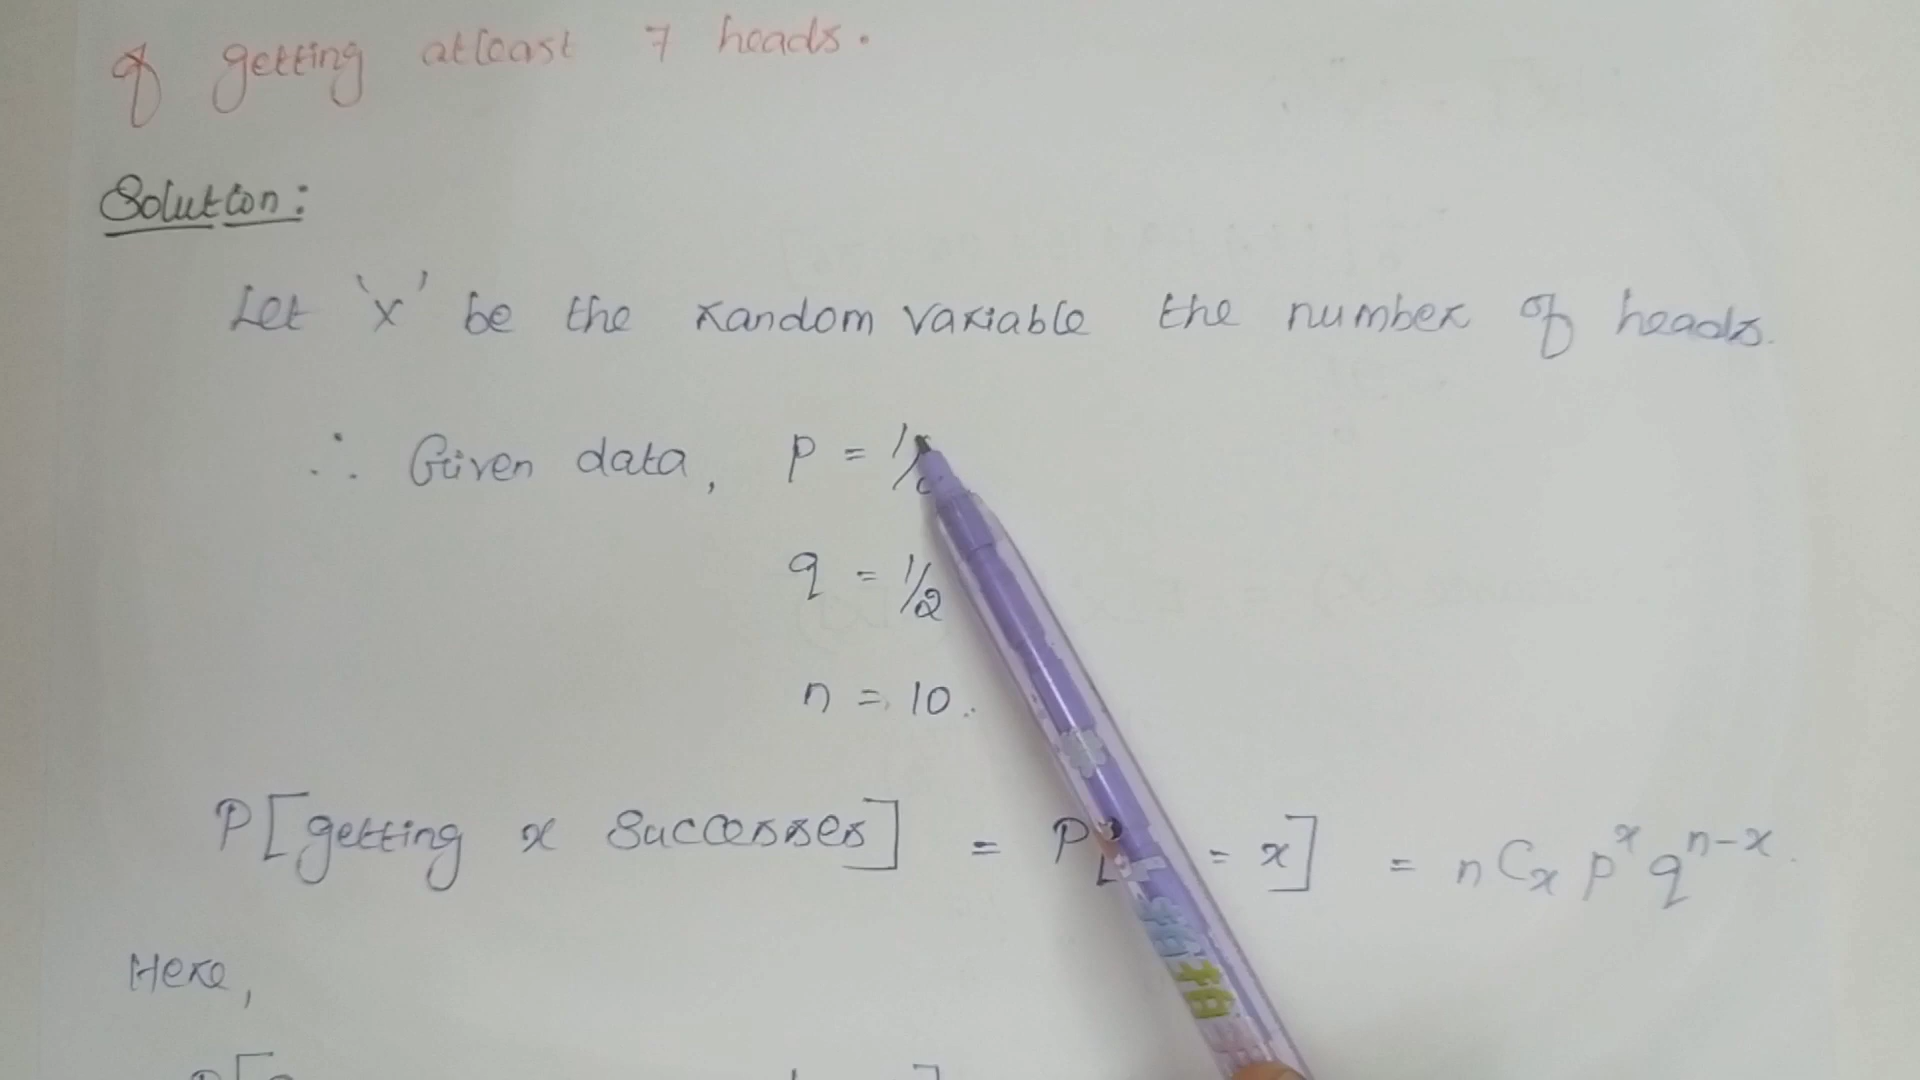 of getting atleast 7 heads.
Solution:
Let 'x' be the random variable the number of heads.
∴ Given data, p = 1/
q = 1/2
n = 10.
P[getting x successes] = P[ = x] = nCx p^x q^n-x.
Here,